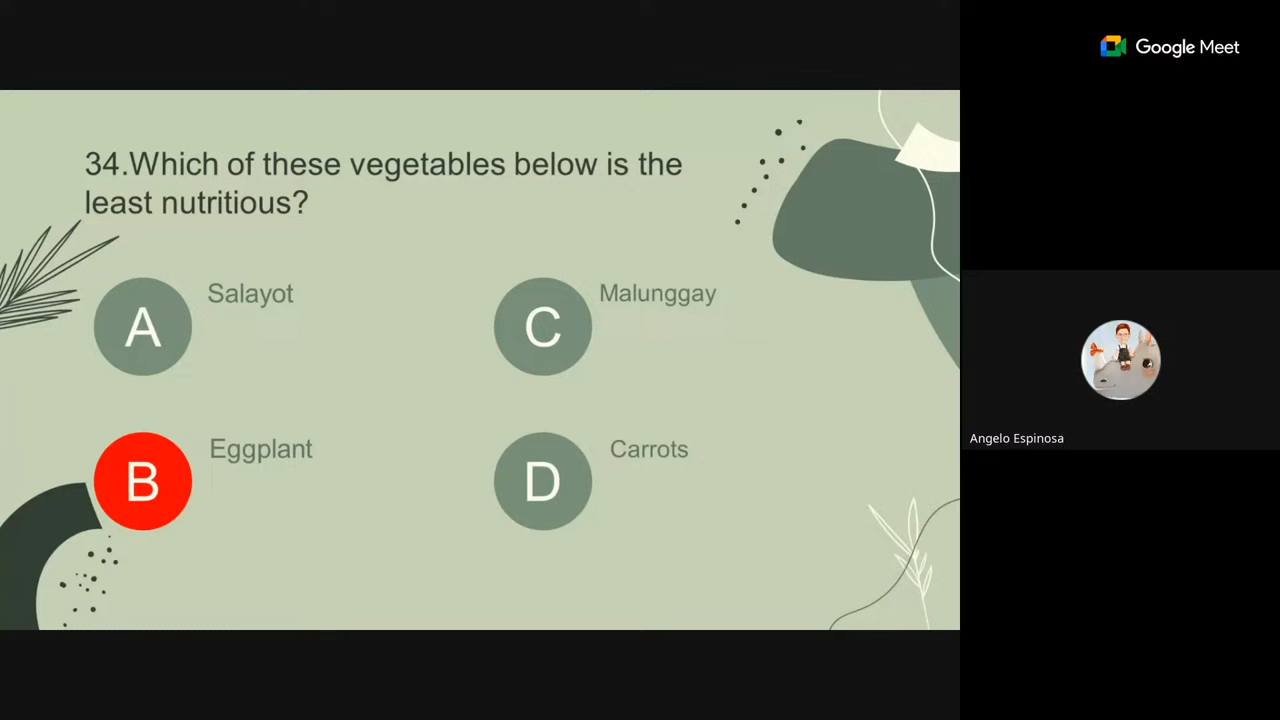 Google Meet
34.Which of these vegetables below is the
least nutritious?
A
Salayot
C
Malunggay
B
Eggplant
D
Carrots
Angelo Espinosa